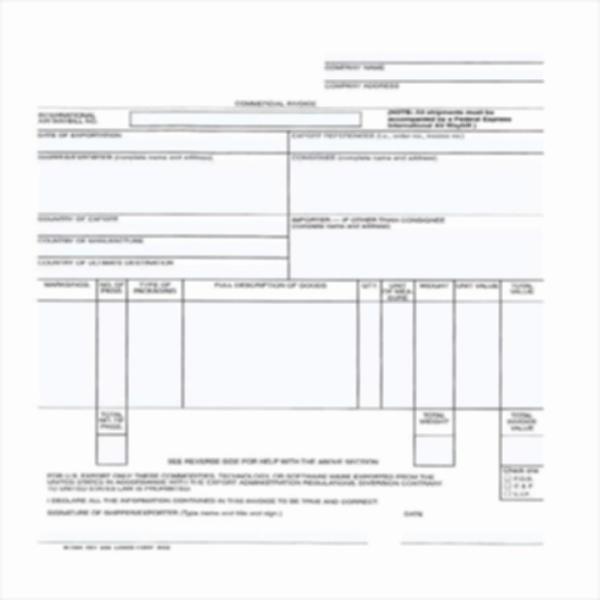 COMPANY NAME
COMPANY ADDRESS
COMMERCIAL INVOICE
INTERNATIONAL
AIR WAYBILL NO.
(NOTE: All shipments must be
accompanied by a Federal Express
International Air Waybill.)
DATE OF EXPORTATION
EXPORT REFERENCES (i.e., order no., invoice no.)
SHIPPER/EXPORTER (complete name and address)
CONSIGNEE (complete name and address)
COUNTRY OF EXPORT
IMPORTER — IF OTHER THAN CONSIGNEE
(complete name and address)
COUNTRY OF MANUFACTURE
COUNTRY OF ULTIMATE DESTINATION
MARKS/NOS.
NO. OF
PKGS.
TYPE OF
PACKAGING
FULL DESCRIPTION OF GOODS
QTY.
UNIT
OF MEA-
SURE
WEIGHT
UNIT VALUE
TOTAL
VALUE
TOTAL
NO. OF
PKGS.
TOTAL
WEIGHT
TOTAL
INVOICE
VALUE
SEE REVERSE SIDE FOR HELP WITH THE ABOVE SECTION
Check one
F.O.B.
C & F
C.I.F.
FOR U.S. EXPORT ONLY: THESE COMMODITIES, TECHNOLOGY, OR SOFTWARE WERE EXPORTED FROM THE
UNITED STATES IN ACCORDANCE WITH THE EXPORT ADMINISTRATION REGULATIONS. DIVERSION CONTRARY
TO UNITED STATES LAW IS PROHIBITED.
I DECLARE ALL THE INFORMATION CONTAINED IN THIS INVOICE TO BE TRUE AND CORRECT.
SIGNATURE OF SHIPPER/EXPORTER (Type name and title and sign.)
DATE